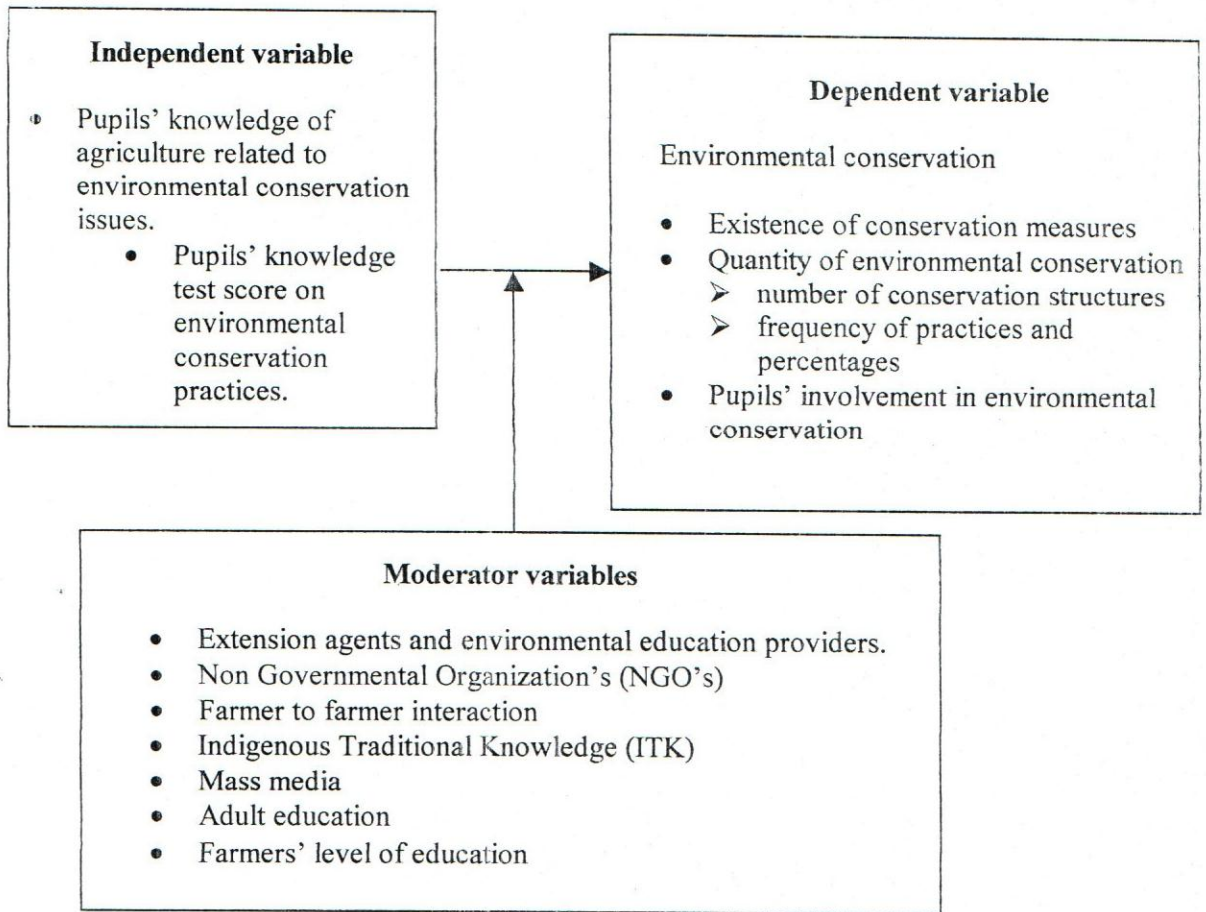 Independent variable
• Pupils' knowledge of
agriculture related to
environmental conservation
issues.
• Pupils' knowledge
test score on
environmental
conservation
practices.
Dependent variable
Environmental conservation
• Existence of conservation measures
• Quantity of environmental conservation
➢ number of conservation structures
➢ frequency of practices and
percentages
• Pupils' involvement in environmental
conservation
Moderator variables
• Extension agents and environmental education providers.
• Non Governmental Organization's (NGO's)
• Farmer to farmer interaction
• Indigenous Traditional Knowledge (ITK)
• Mass media
• Adult education
• Farmers' level of education